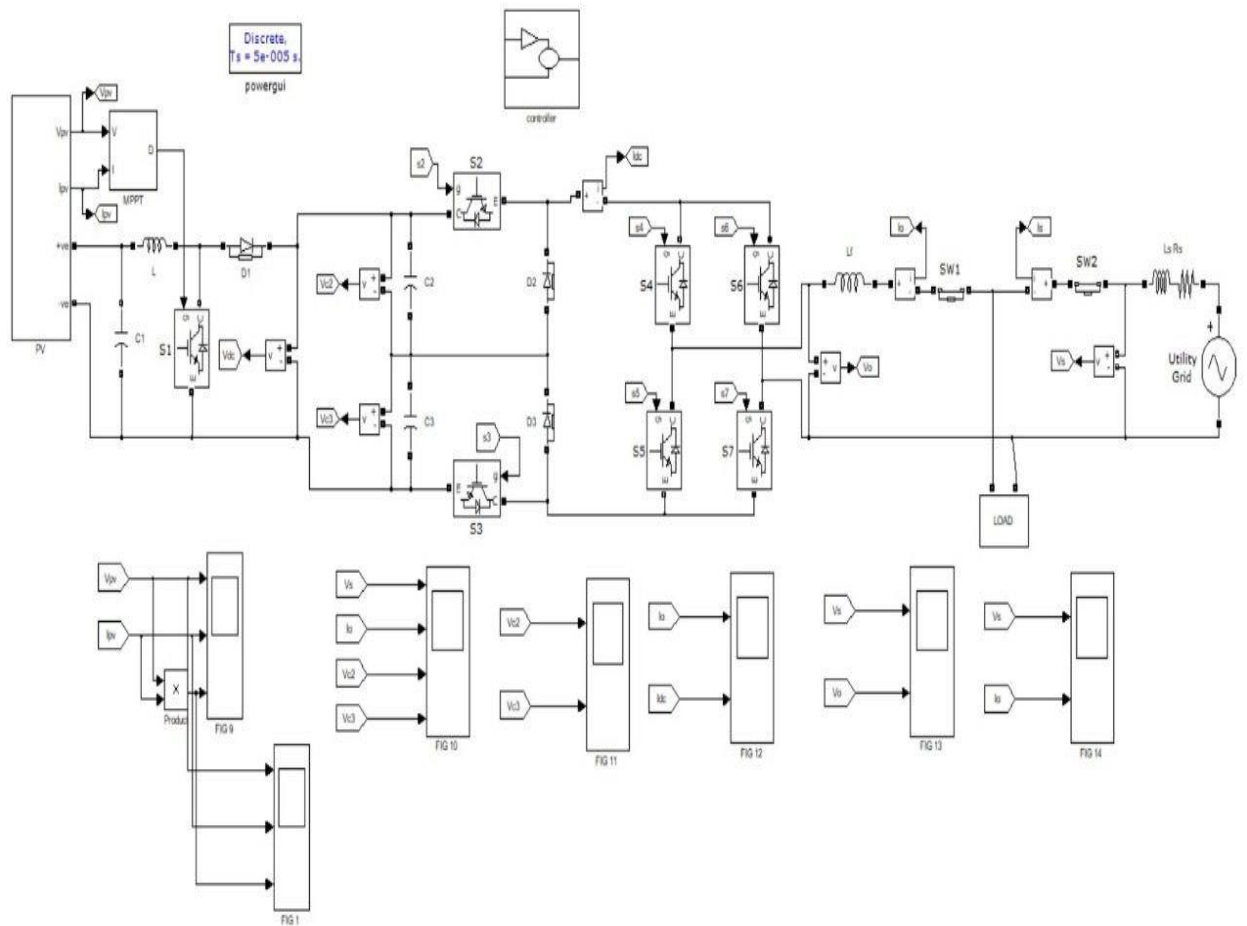 Discrete,
Ts = 5e-005 s.
powergui
controller
Vpv
Vpv
V
D
Ipv
I
MPPT
Ipv
+ve
-ve
PV
L
D1
C1
g
C
S1
E
Vdc
v
+
-
Vc2
v
+
-
C2
Vc3
v
+
-
C3
s2
S2
g
C
E
s3
g
C
E
S3
D2
D3
Idc
+
i
-
s4
g
C
S4
E
s6
g
C
S6
E
s5
g
C
S5
E
s7
g
C
S7
E
Lf
Io
+
i
-
SW1
Is
+
i
-
SW2
Ls Rs
+
-
v
Vo
Vs
v
+
-
+
Utility
Grid
LOAD
Vpv
Ipv
X
Product
FIG 9
FIG 1
Vs
Io
Vc2
Vc3
FIG 10
Vc2
Vc3
FIG 11
Io
Idc
FIG 12
Vs
Vo
FIG 13
Vs
Io
FIG 14